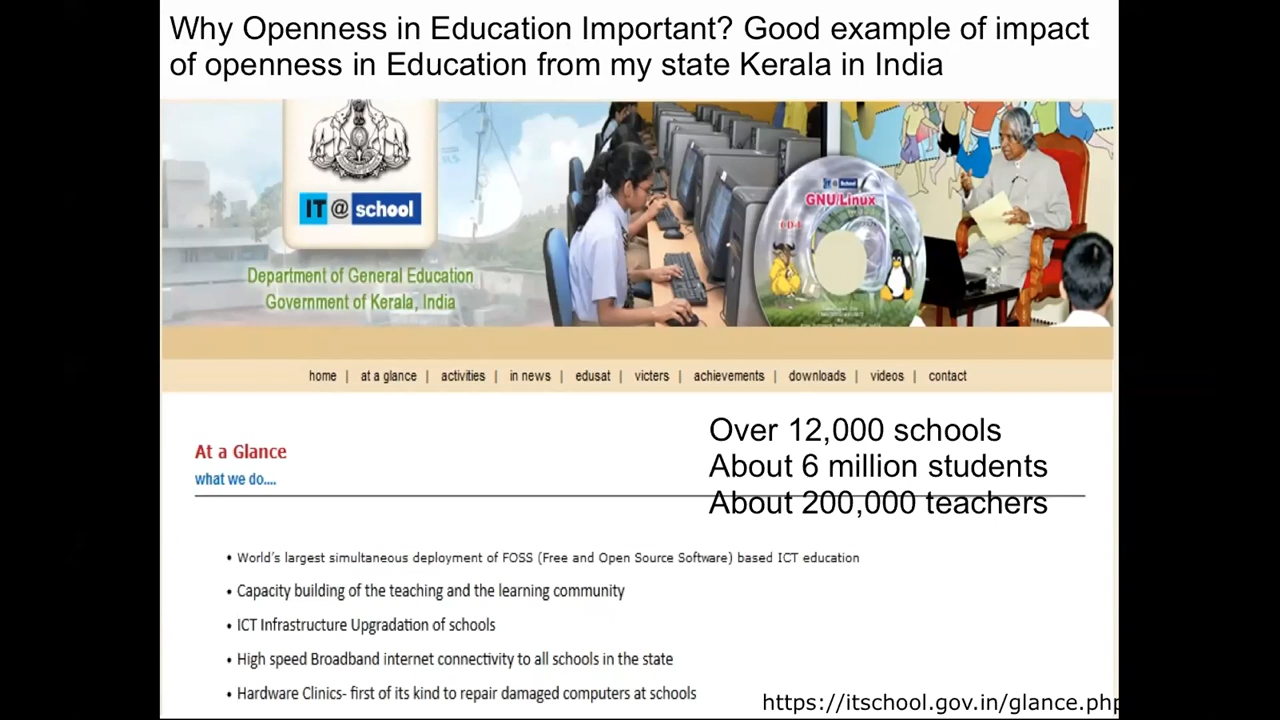 Why Openness in Education Important? Good example of impact
of openness in Education from my state Kerala in India
IT@school
Department of General Education
Government of Kerala, India
IT@School
GNU/Linux
CD-1
home | at a glance | activities | in news | edusat | victers | achievements | downloads | videos | contact
Over 12,000 schools
About 6 million students
About 200,000 teachers
At a Glance
what we do....
• World's largest simultaneous deployment of FOSS (Free and Open Source Software) based ICT education
• Capacity building of the teaching and the learning community
• ICT Infrastructure Upgradation of schools
• High speed Broadband internet connectivity to all schools in the state
• Hardware Clinics- first of its kind to repair damaged computers at schools
https://itschool.gov.in/glance.php